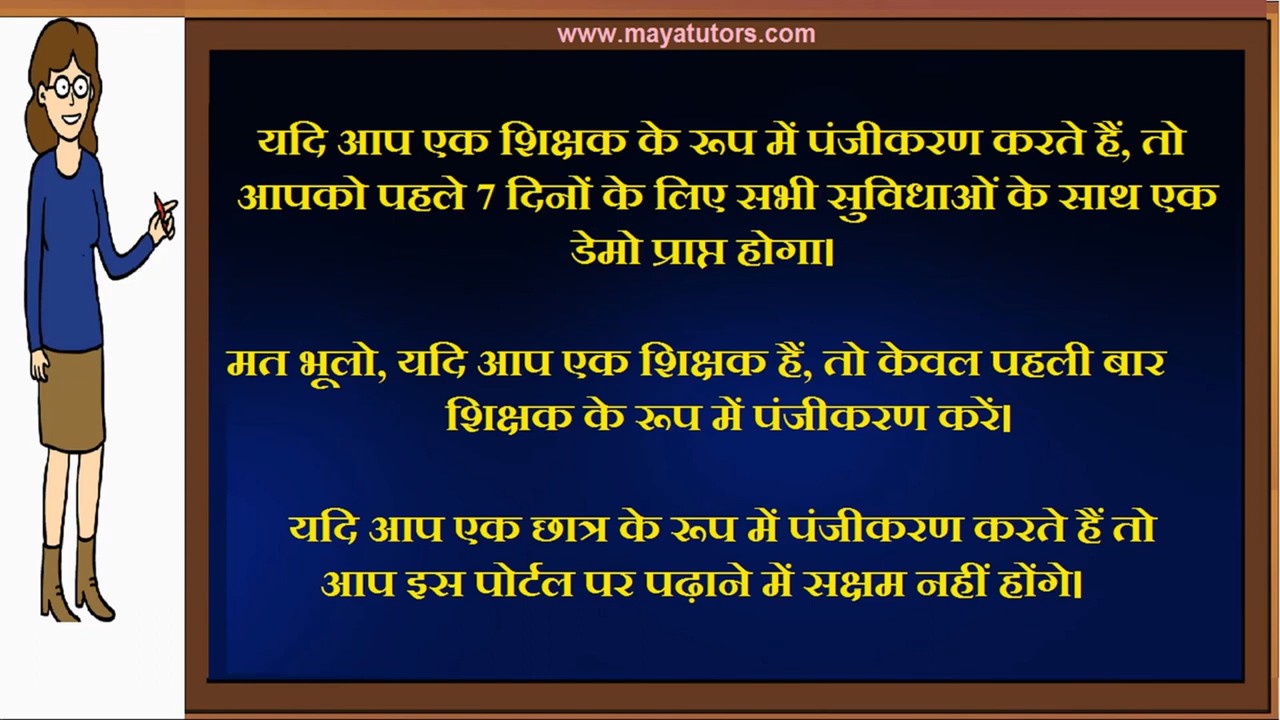 www.mayatutors.com
यदि आप एक शिक्षक के रूप में पंजीकरण करते हैं, तो
आपको पहले 7 दिनों के लिए सभी सुविधाओं के साथ एक
डेमो प्राप्त होगा।
मत भूलो, यदि आप एक शिक्षक हैं, तो केवल पहली बार
शिक्षक के रूप में पंजीकरण करें।
यदि आप एक छात्र के रूप में पंजीकरण करते हैं तो
आप इस पोर्टल पर पढ़ाने में सक्षम नहीं होंगे।